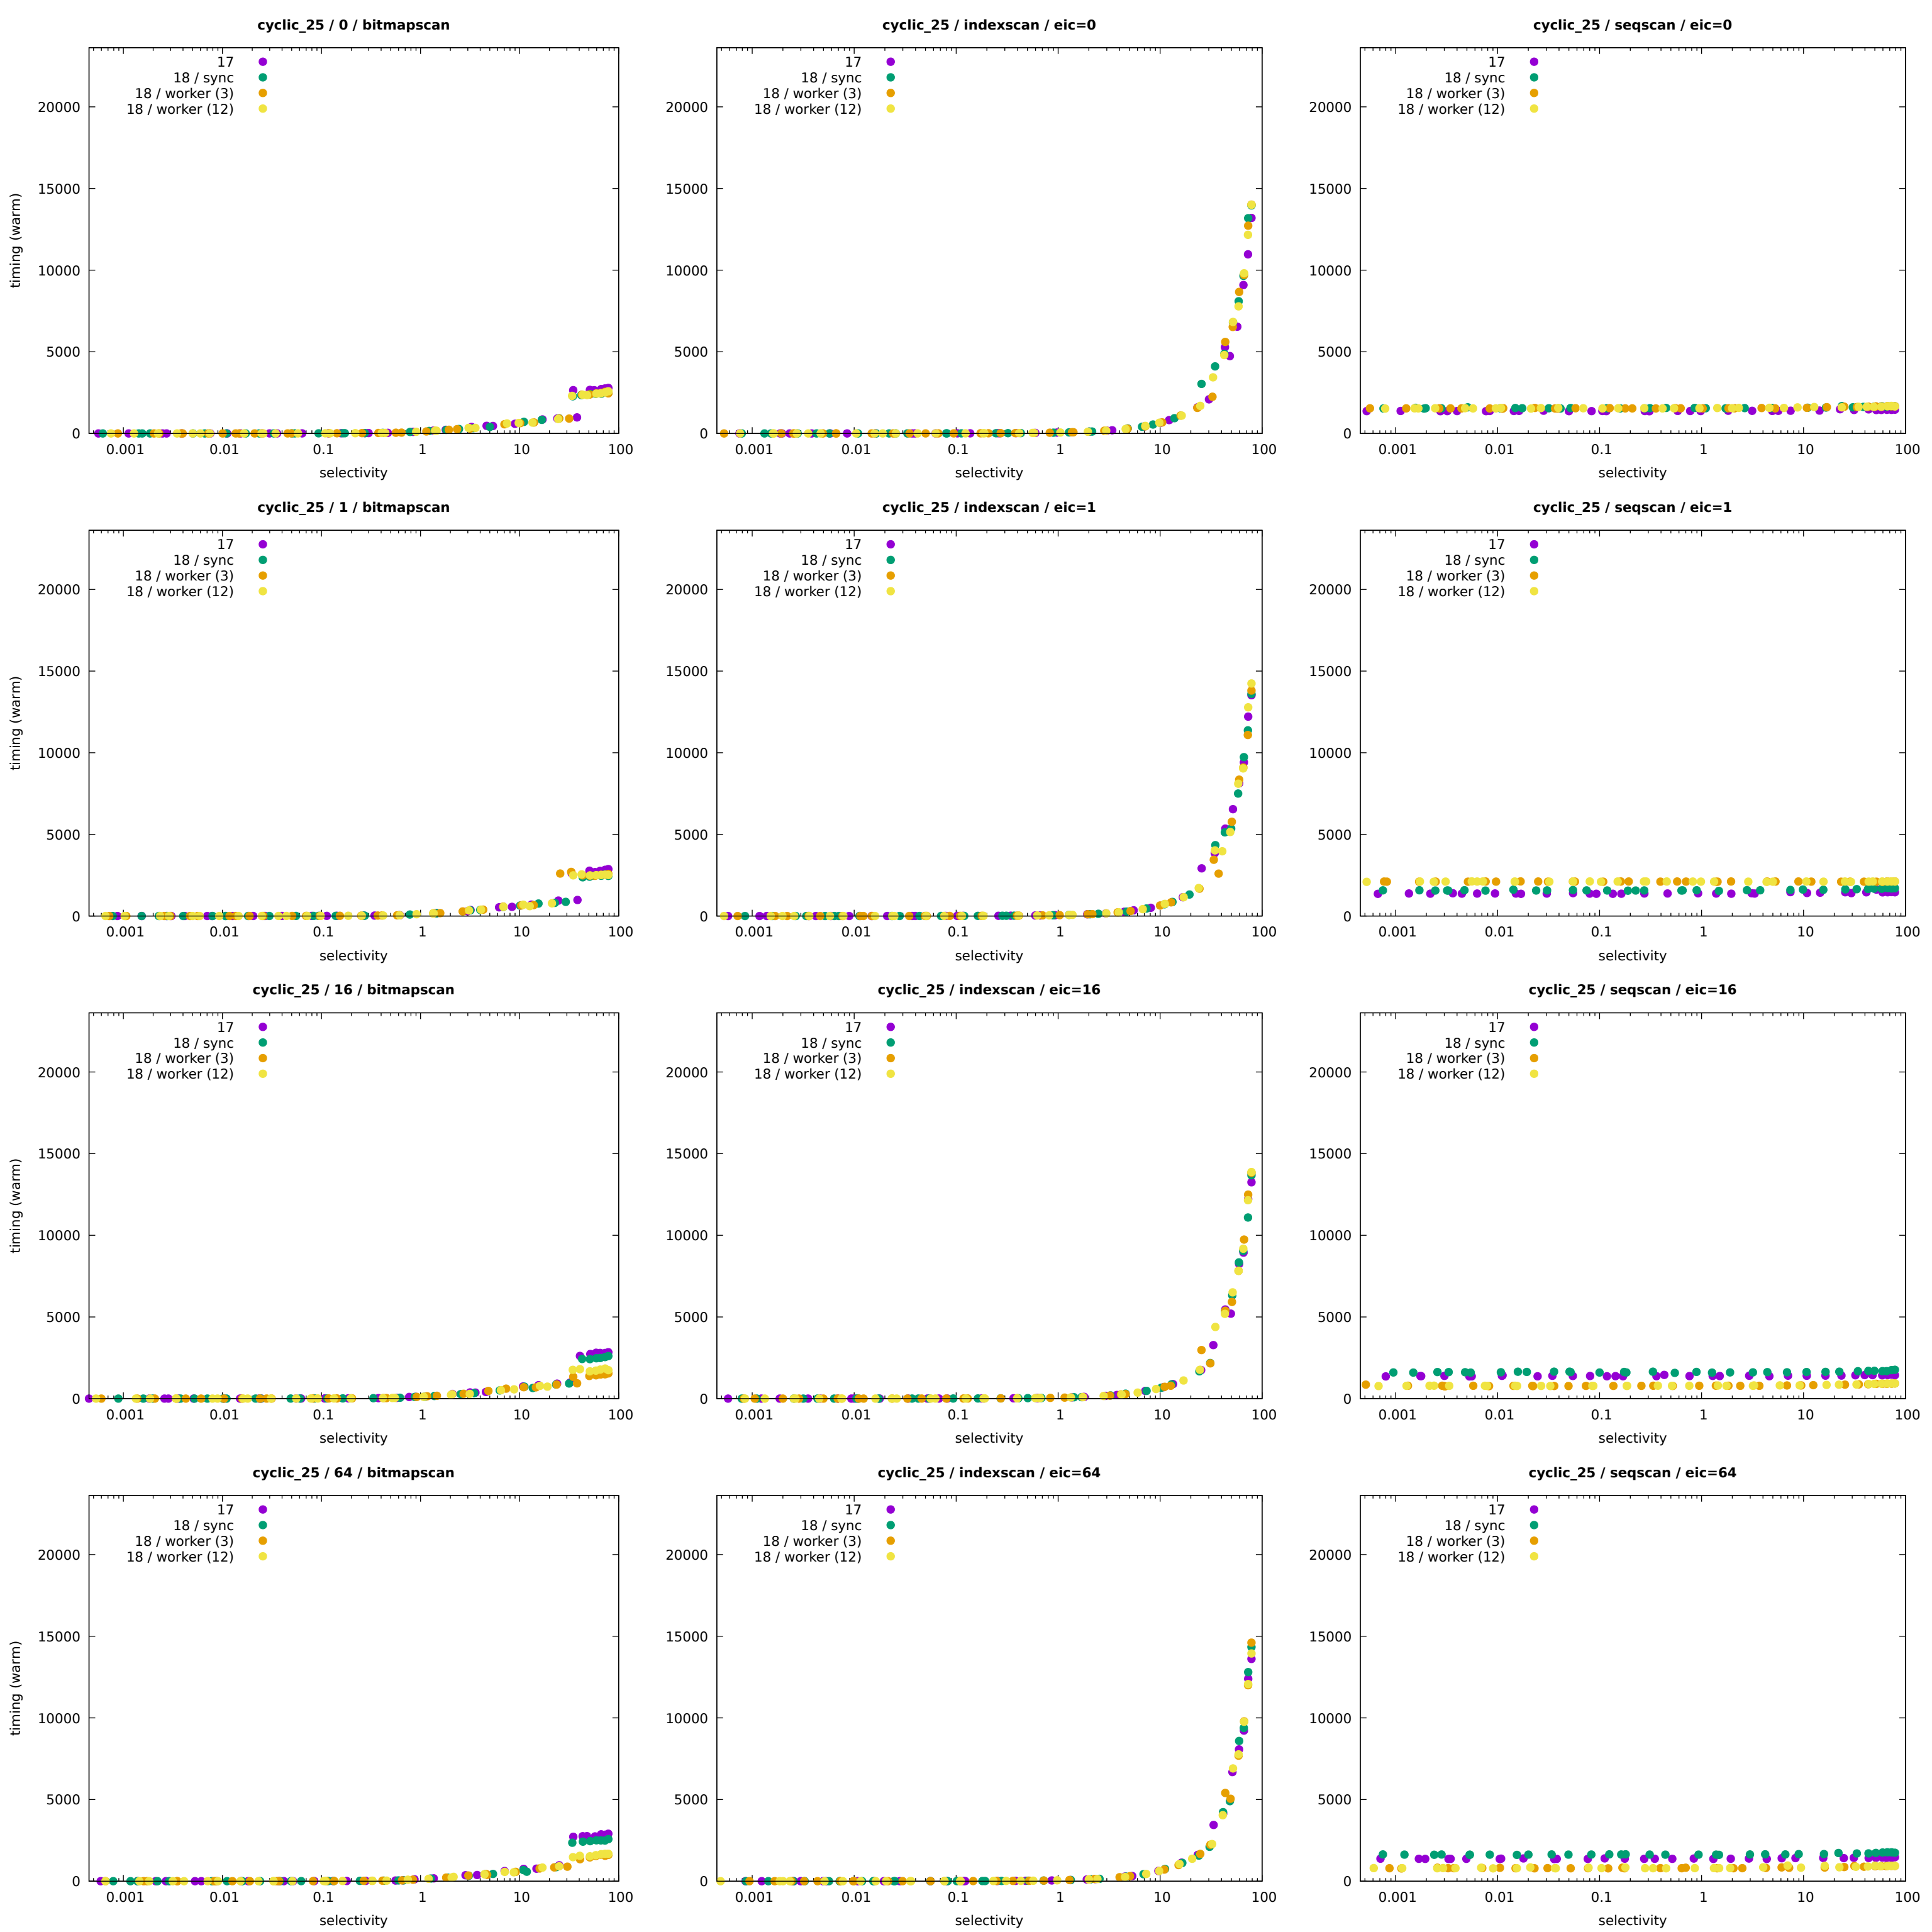 cyclic_25 / 0 / bitmapscan
17
18 / sync
18 / worker (3)
18 / worker (12)
20000
15000
10000
5000
0
timing (warm)
0.001 0.01 0.1 1 10 100
selectivity
cyclic_25 / indexscan / eic=0
17
18 / sync
18 / worker (3)
18 / worker (12)
20000
15000
10000
5000
0
0.001 0.01 0.1 1 10 100
selectivity
cyclic_25 / seqscan / eic=0
17
18 / sync
18 / worker (3)
18 / worker (12)
20000
15000
10000
5000
0
0.001 0.01 0.1 1 10 100
selectivity
cyclic_25 / 1 / bitmapscan
17
18 / sync
18 / worker (3)
18 / worker (12)
20000
15000
10000
5000
0
timing (warm)
0.001 0.01 0.1 1 10 100
selectivity
cyclic_25 / indexscan / eic=1
17
18 / sync
18 / worker (3)
18 / worker (12)
20000
15000
10000
5000
0
0.001 0.01 0.1 1 10 100
selectivity
cyclic_25 / seqscan / eic=1
17
18 / sync
18 / worker (3)
18 / worker (12)
20000
15000
10000
5000
0
0.001 0.01 0.1 1 10 100
selectivity
cyclic_25 / 16 / bitmapscan
17
18 / sync
18 / worker (3)
18 / worker (12)
20000
15000
10000
5000
0
timing (warm)
0.001 0.01 0.1 1 10 100
selectivity
cyclic_25 / indexscan / eic=16
17
18 / sync
18 / worker (3)
18 / worker (12)
20000
15000
10000
5000
0
0.001 0.01 0.1 1 10 100
selectivity
cyclic_25 / seqscan / eic=16
17
18 / sync
18 / worker (3)
18 / worker (12)
20000
15000
10000
5000
0
0.001 0.01 0.1 1 10 100
selectivity
cyclic_25 / 64 / bitmapscan
17
18 / sync
18 / worker (3)
18 / worker (12)
20000
15000
10000
5000
0
timing (warm)
0.001 0.01 0.1 1 10 100
selectivity
cyclic_25 / indexscan / eic=64
17
18 / sync
18 / worker (3)
18 / worker (12)
20000
15000
10000
5000
0
0.001 0.01 0.1 1 10 100
selectivity
cyclic_25 / seqscan / eic=64
17
18 / sync
18 / worker (3)
18 / worker (12)
20000
15000
10000
5000
0
0.001 0.01 0.1 1 10 100
selectivity